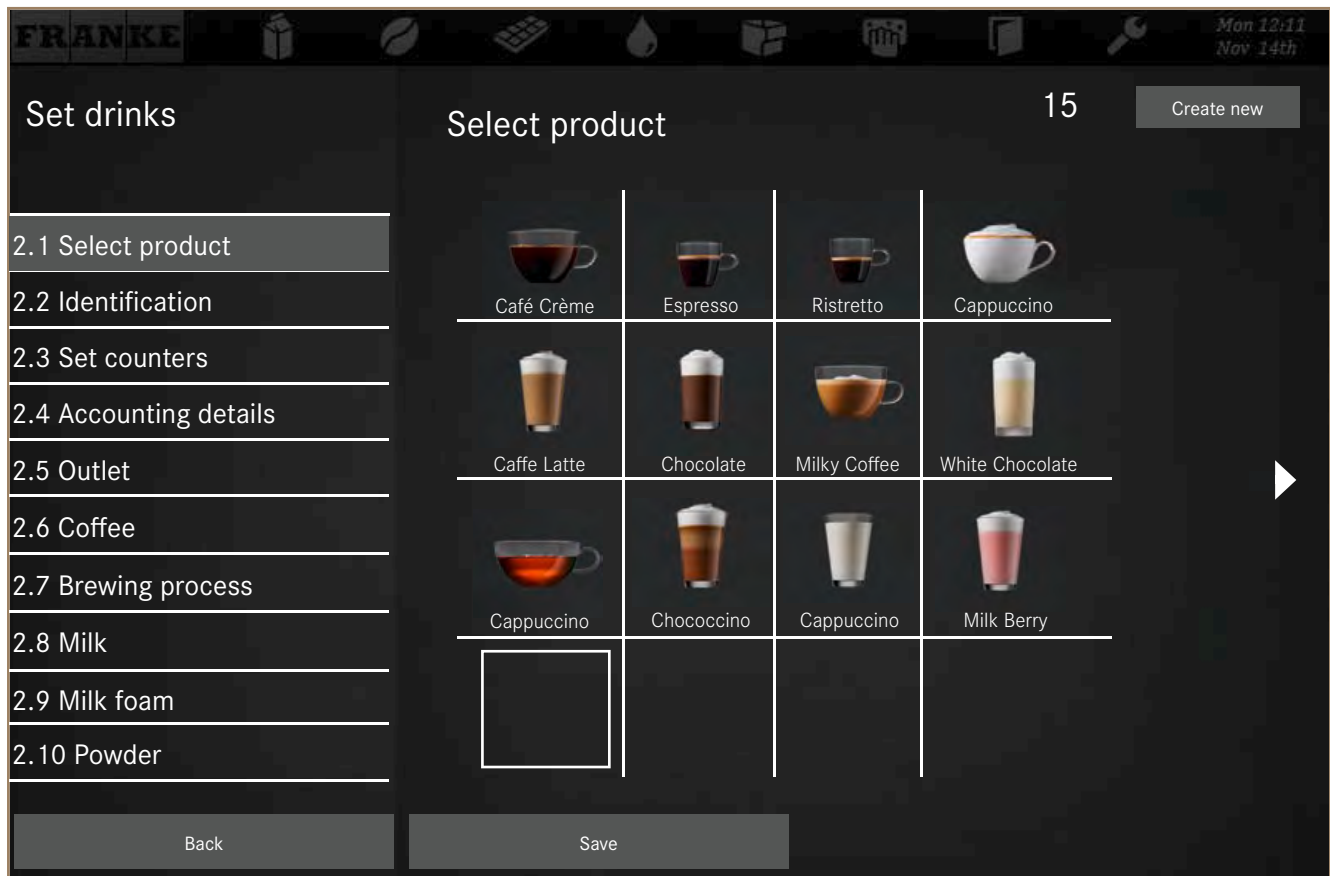 FRANKE
Mon 12:11
Nov 14th
Set drinks
2.1 Select product
2.2 Identification
2.3 Set counters
2.4 Accounting details
2.5 Outlet
2.6 Coffee
2.7 Brewing process
2.8 Milk
2.9 Milk foam
2.10 Powder
Select product
15
Create new
Café Crème
Espresso
Ristretto
Cappuccino
Caffe Latte
Chocolate
Milky Coffee
White Chocolate
Cappuccino
Chococcino
Cappuccino
Milk Berry
Back
Save